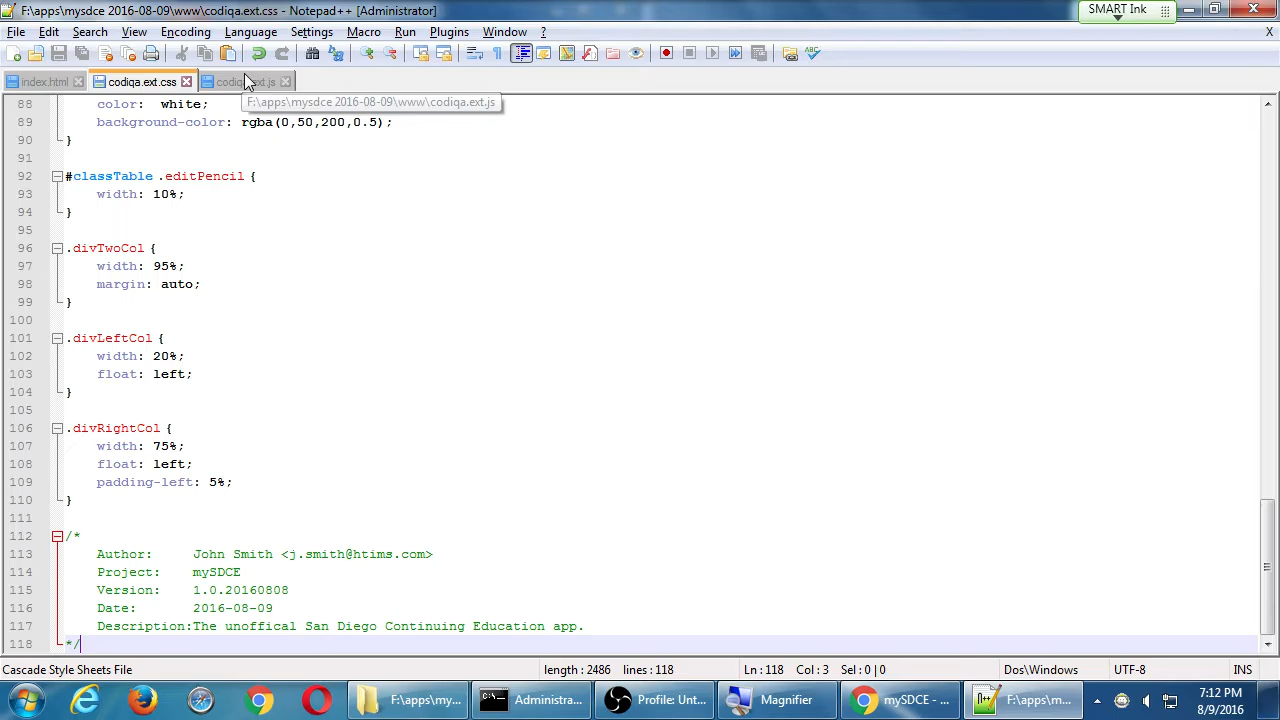 F:\apps\mysdce 2016-08-09\www\codiqa.ext.css - Notepad++ [Administrator]
SMART Ink
File Edit Search View Encoding Language Settings Macro Run Plugins Window ? X
index.html codiqa.ext.css codiqa.ext.js
F:\apps\mysdce 2016-08-09\www\codiqa.ext.js
88 color: white;
89 background-color: rgba(0,50,200,0.5);
90 }
91
92 #classTable .editPencil {
93 width: 10%;
94 }
95
96 .divTwoCol {
97 width: 95%;
98 margin: auto;
99 }
100
101 .divLeftCol {
102 width: 20%;
103 float: left;
104 }
105
106 .divRightCol {
107 width: 75%;
108 float: left;
109 padding-left: 5%;
110 }
111
112 /*
113 Author: John Smith <j.smith@htims.com>
114 Project: mySDCE
115 Version: 1.0.20160808
116 Date: 2016-08-09
117 Description:The unoffical San Diego Continuing Education app.
118 */
Cascade Style Sheets File length : 2486 lines : 118 Ln : 118 Col : 3 Sel : 0 | 0 Dos\Windows UTF-8 INS
F:\apps\my... Administra... Profile: Unt... Magnifier mySDCE - ... F:\apps\m... 7:12 PM
8/9/2016